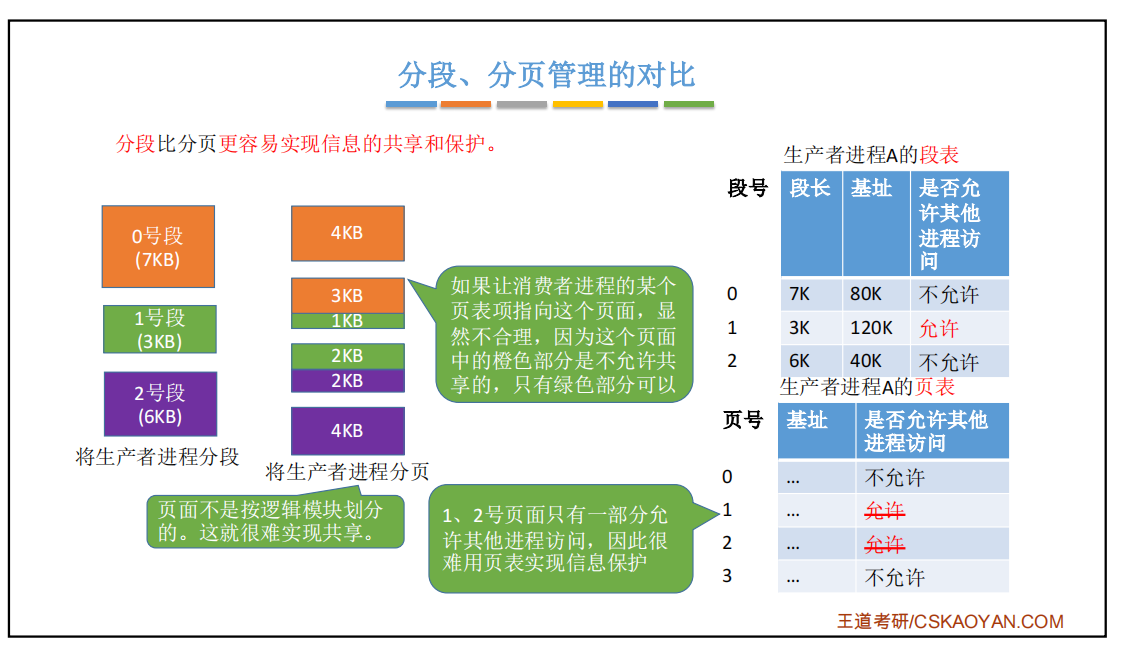 分段、分页管理的对比
分段比分页更容易实现信息的共享和保护。
0号段
(7KB)
1号段
(3KB)
2号段
(6KB)
将生产者进程分段
4KB
3KB
1KB
2KB
2KB
4KB
将生产者进程分页
页面不是按逻辑模块划分
的。这就很难实现共享。
如果让消费者进程的某个
页表项指向这个页面，显
然不合理，因为这个页面
中的橙色部分是不允许共
享的，只有绿色部分可以
1、2号页面只有一部分允
许其他进程访问，因此很
难用页表实现信息保护
生产者进程A的段表
段号 段长 基址 是否允
许其他
进程访
问
0 7K 80K 不允许
1 3K 120K 允许
2 6K 40K 不允许
生产者进程A的页表
页号 基址 是否允许其他
进程访问
0 ... 不允许
1 ... 允许
2 ... 允许
3 ... 不允许
王道考研/CSKAOYAN.COM